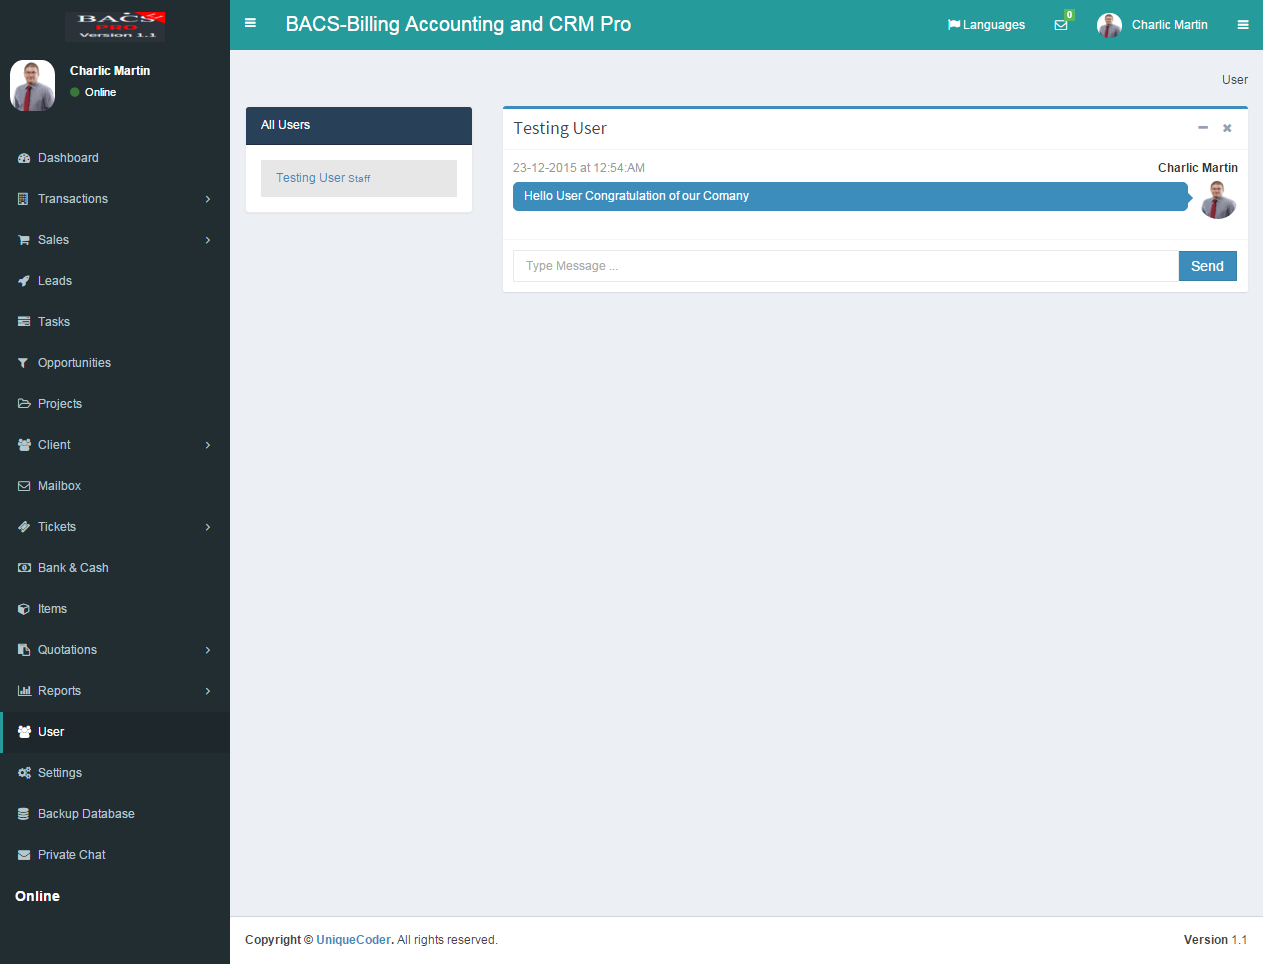 BACS
PRO
Version 1.1
BACS-Billing Accounting and CRM Pro
Languages
0
Charlic Martin
Charlic Martin
Online
Dashboard
Transactions
Sales
Leads
Tasks
Opportunities
Projects
Client
Mailbox
Tickets
Bank & Cash
Items
Quotations
Reports
User
Settings
Backup Database
Private Chat
Online
User
All Users
Testing User Staff
Testing User
23-12-2015 at 12:54:AM
Charlic Martin
Hello User Congratulation of our Comany
Type Message ...
Send
Copyright © UniqueCoder. All rights reserved.
Version 1.1